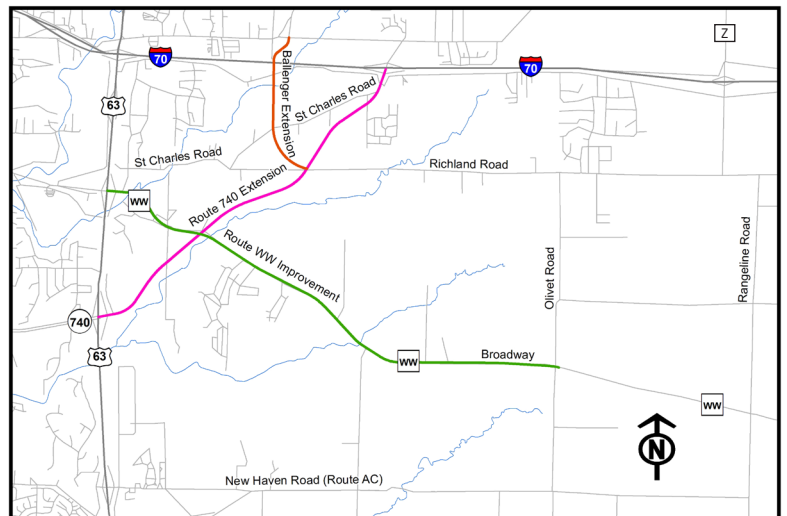 Z
70
70
63
Ballenger Extension
St Charles Road
St Charles Road
Richland Road
WW
Route 740 Extension
Route WW Improvement
Olivet Road
Rangeline Road
740
63
WW
Broadway
WW
N
New Haven Road (Route AC)